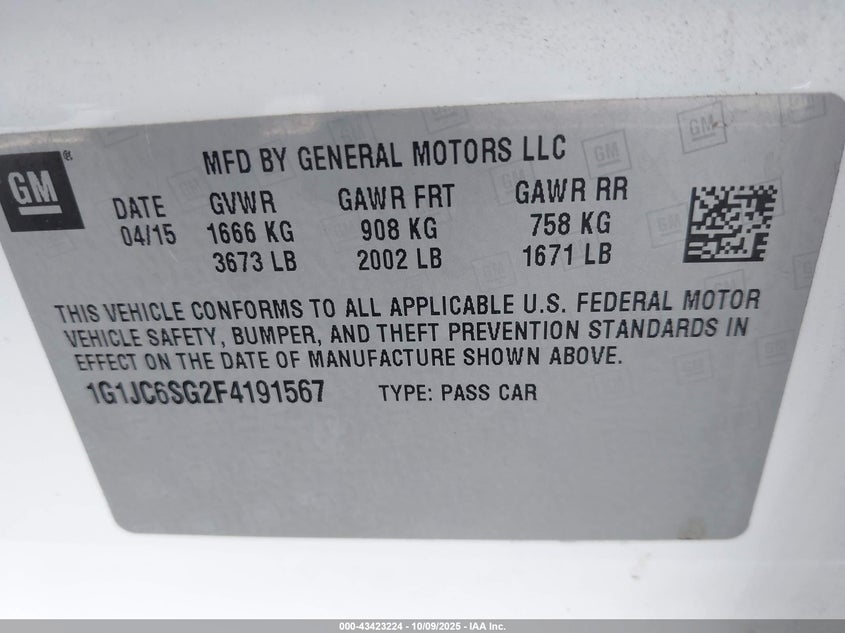 GM
MFD BY GENERAL MOTORS LLC
DATE GVWR GAWR FRT GAWR RR
04/15 1666 KG 908 KG 758 KG
3673 LB 2002 LB 1671 LB
THIS VEHICLE CONFORMS TO ALL APPLICABLE U.S. FEDERAL MOTOR
VEHICLE SAFETY, BUMPER, AND THEFT PREVENTION STANDARDS IN
EFFECT ON THE DATE OF MANUFACTURE SHOWN ABOVE.
1G1JC6SG2F4191567 TYPE: PASS CAR
000-43423224 - 10/09/2025 - IAA Inc.